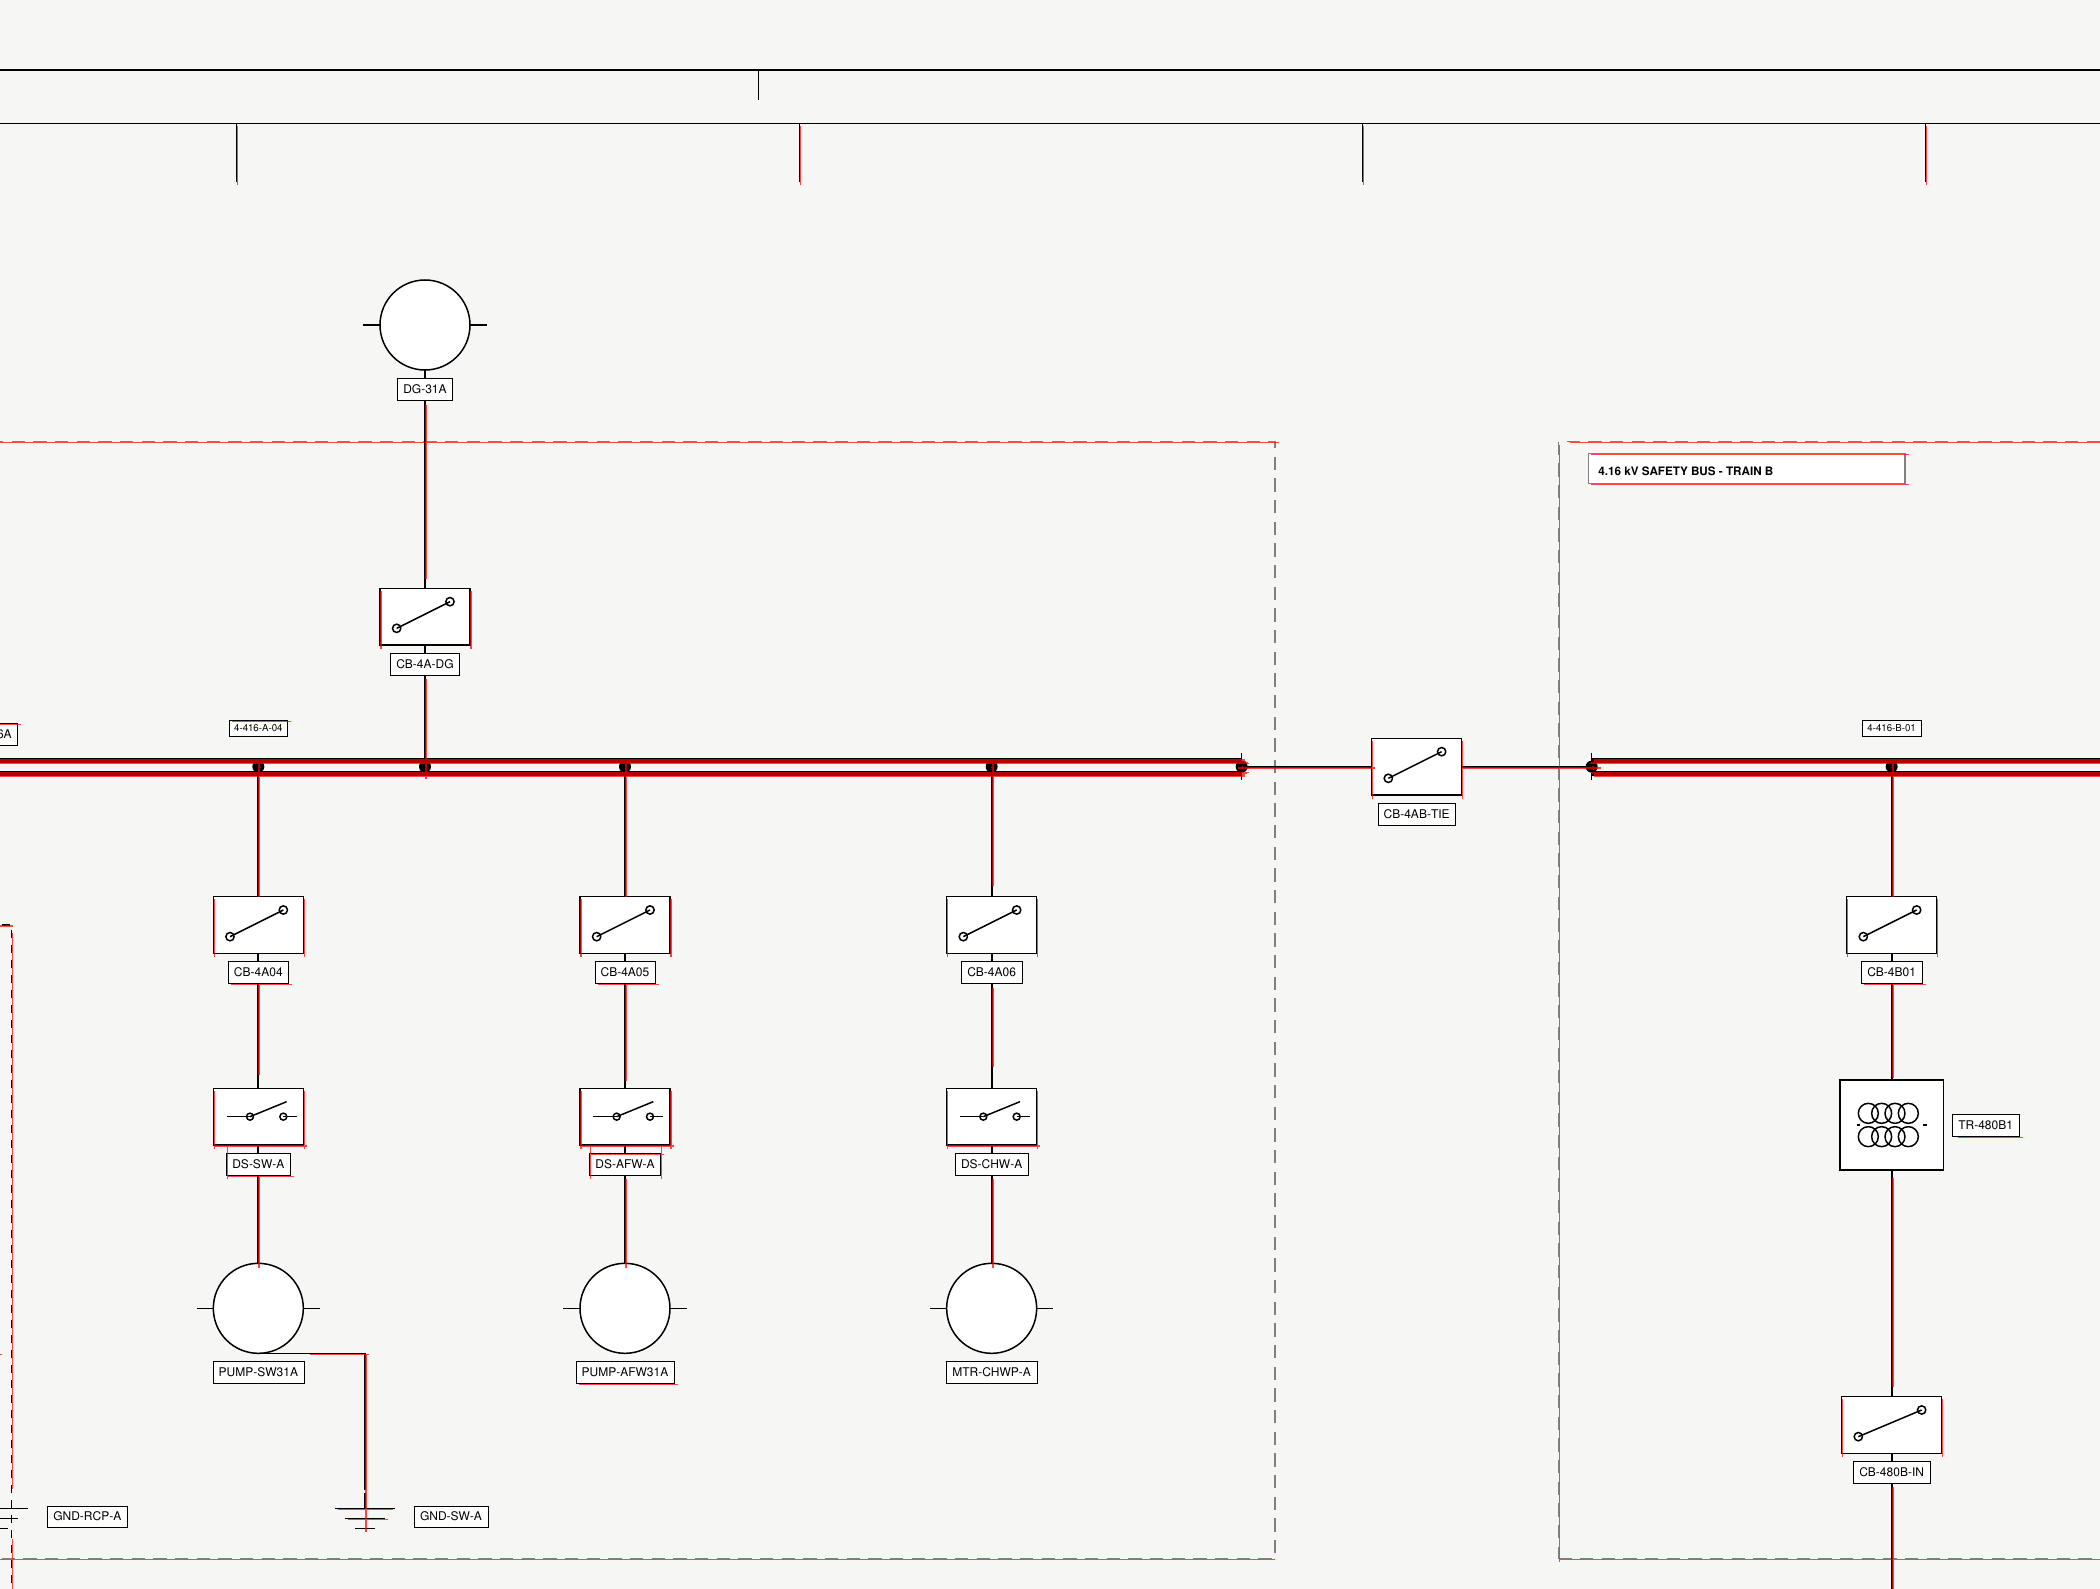 DG-31A
4.16 kV SAFETY BUS - TRAIN B
CB-4A-DG
6A
4-416-A-04
4-416-B-01
CB-4AB-TIE
CB-4A04
CB-4A05
CB-4A06
CB-4B01
TR-480B1
DS-SW-A
DS-AFW-A
DS-CHW-A
PUMP-SW31A
PUMP-AFW31A
MTR-CHWP-A
CB-480B-IN
GND-RCP-A
GND-SW-A